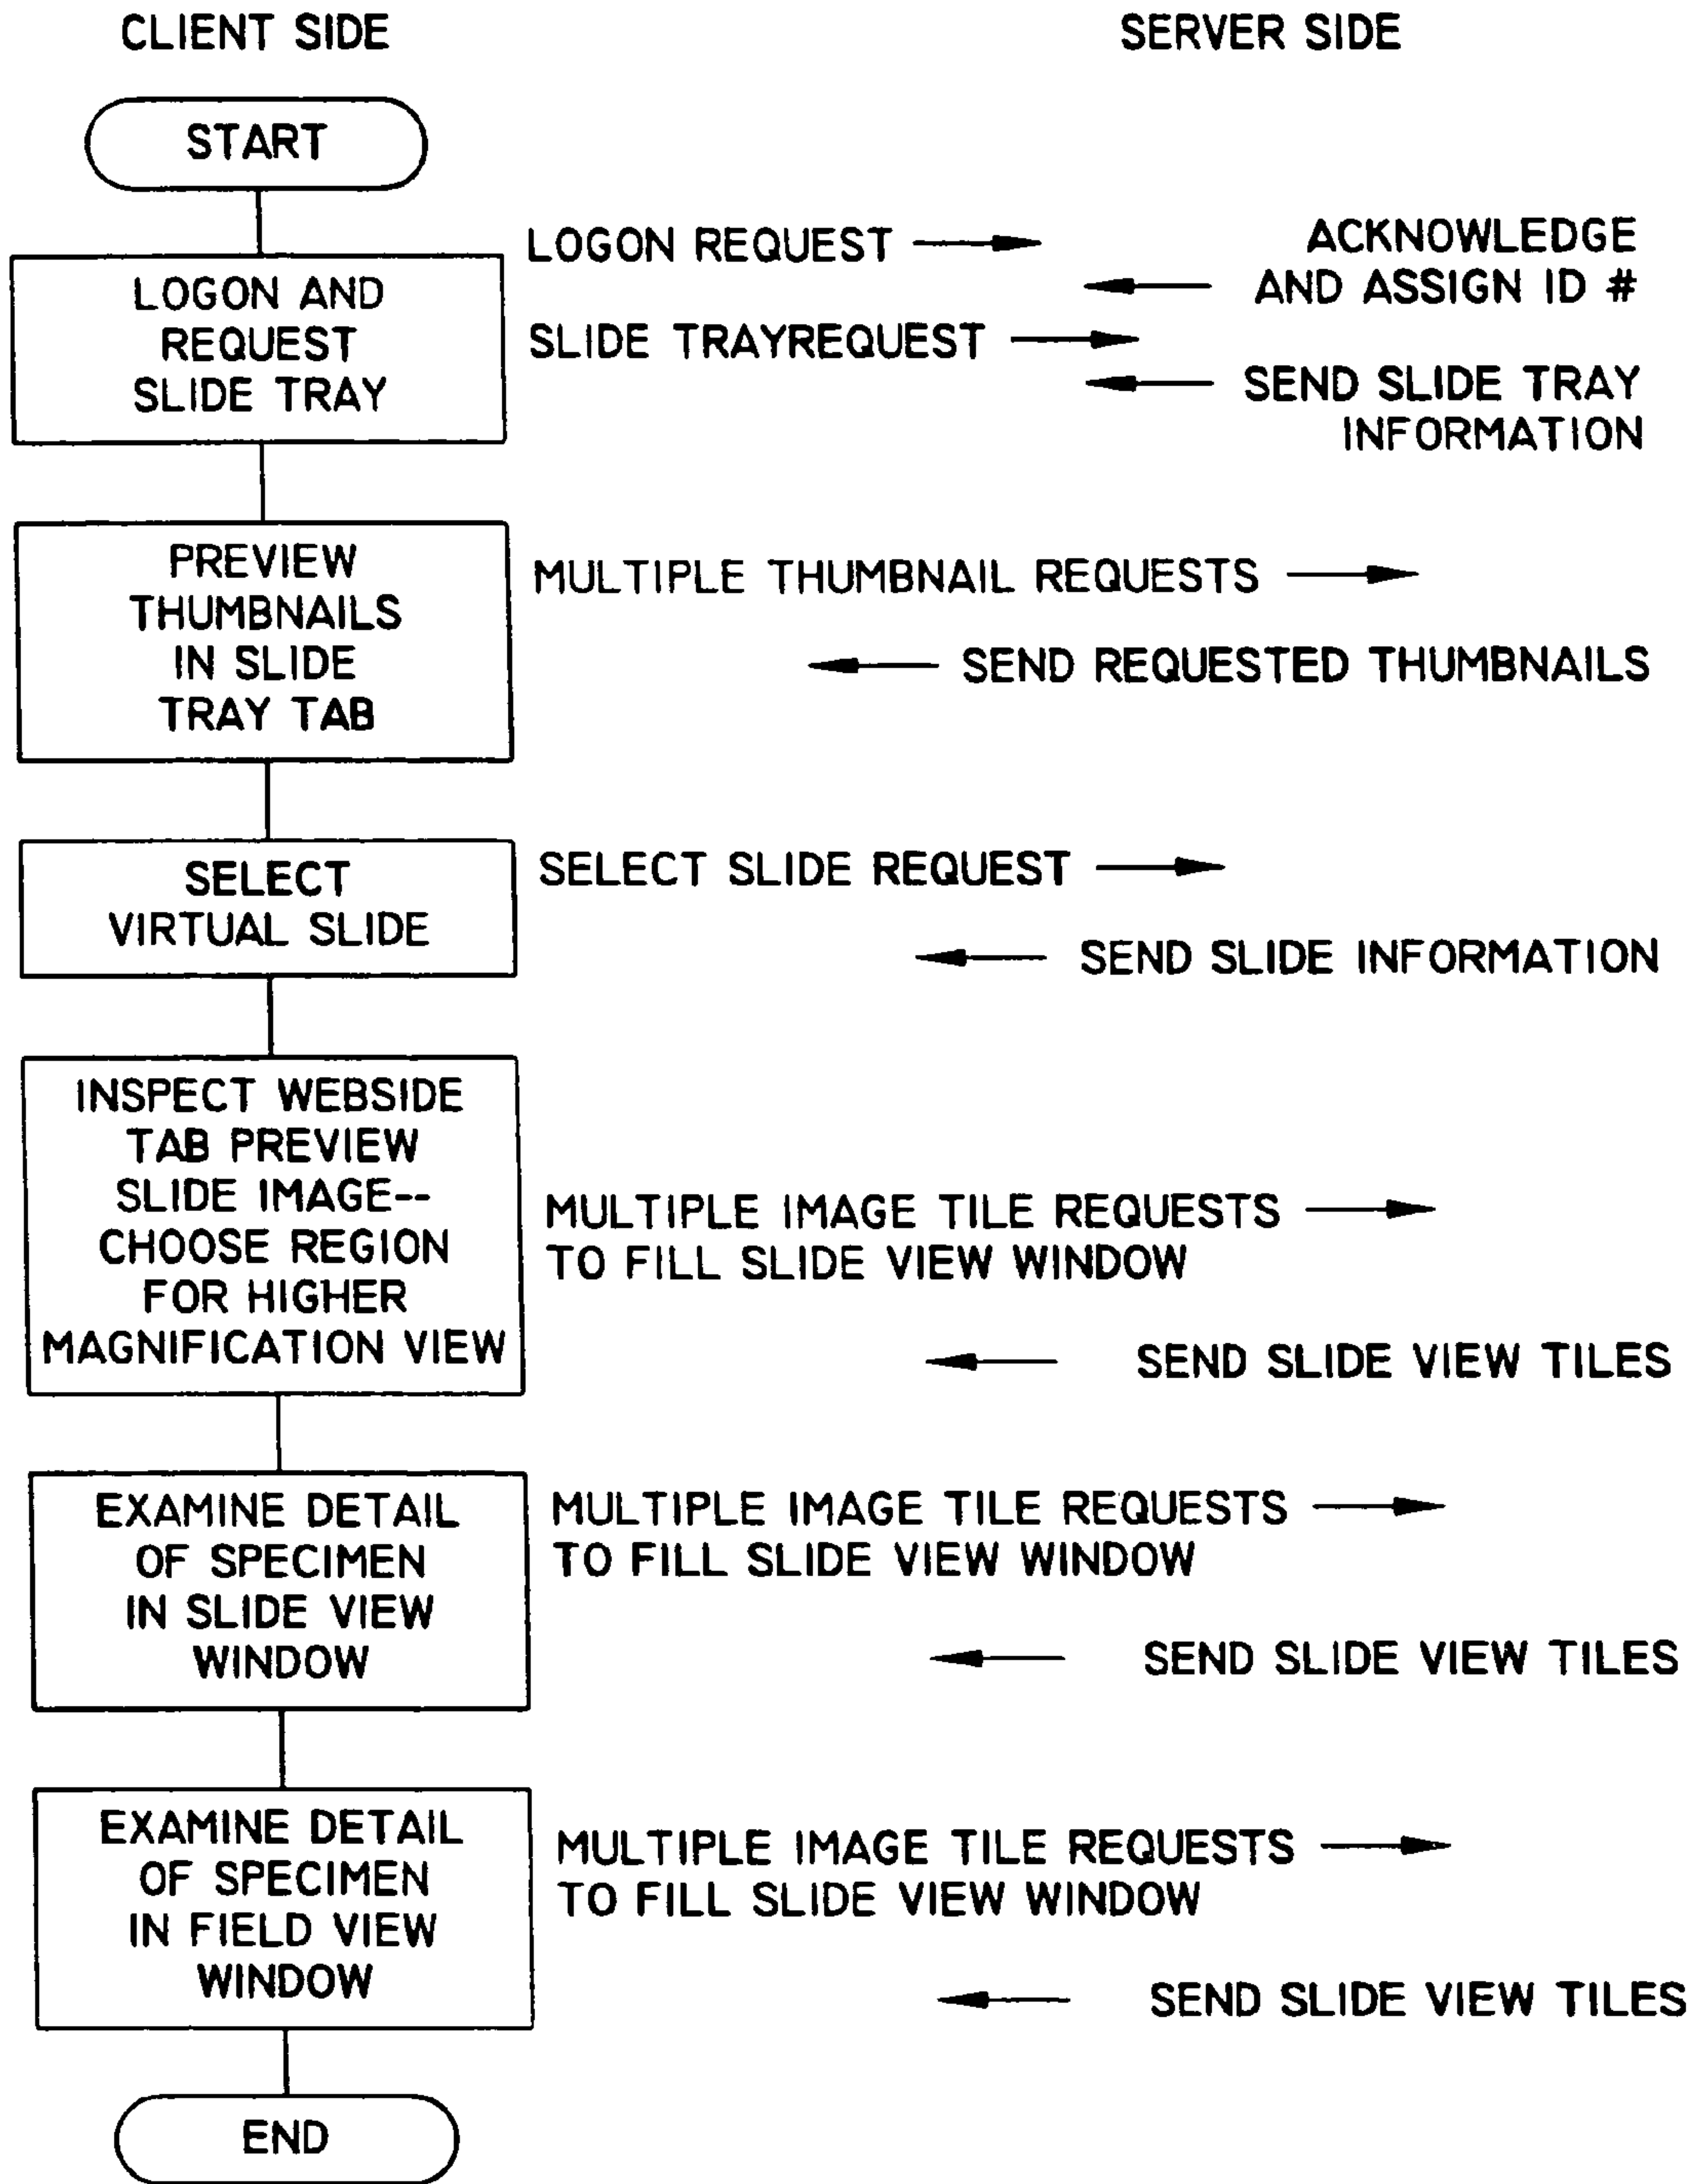 CLIENT SIDE
SERVER SIDE
START
LOGON AND
REQUEST
SLIDE TRAY
LOGON REQUEST
ACKNOWLEDGE
AND ASSIGN ID #
SLIDE TRAYREQUEST
SEND SLIDE TRAY
INFORMATION
PREVIEW
THUMBNAILS
IN SLIDE
TRAY TAB
MULTIPLE THUMBNAIL REQUESTS
SEND REQUESTED THUMBNAILS
SELECT
VIRTUAL SLIDE
SELECT SLIDE REQUEST
SEND SLIDE INFORMATION
INSPECT WEBSIDE
TAB PREVIEW
SLIDE IMAGE--
CHOOSE REGION
FOR HIGHER
MAGNIFICATION VIEW
MULTIPLE IMAGE TILE REQUESTS
TO FILL SLIDE VIEW WINDOW
SEND SLIDE VIEW TILES
EXAMINE DETAIL
OF SPECIMEN
IN SLIDE VIEW
WINDOW
MULTIPLE IMAGE TILE REQUESTS
TO FILL SLIDE VIEW WINDOW
SEND SLIDE VIEW TILES
EXAMINE DETAIL
OF SPECIMEN
IN FIELD VIEW
WINDOW
MULTIPLE IMAGE TILE REQUESTS
TO FILL SLIDE VIEW WINDOW
SEND SLIDE VIEW TILES
END